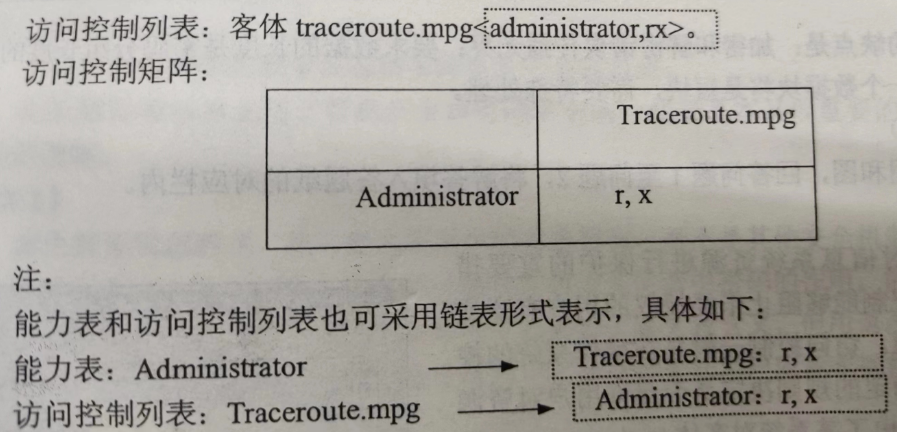 访问控制列表：客体 traceroute.mpg<administrator,rx>。
访问控制矩阵：
Traceroute.mpg
Administrator r, x
注：
能力表和访问控制列表也可采用链表形式表示，具体如下：
能力表：Administrator Traceroute.mpg：r, x
访问控制列表：Traceroute.mpg Administrator：r, x